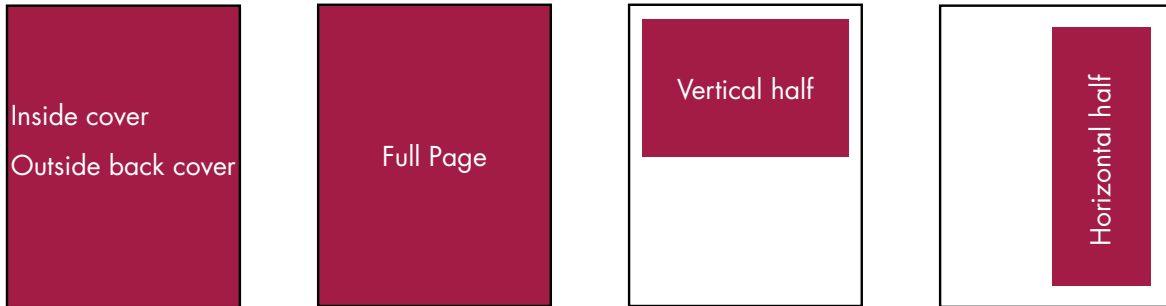 Inside cover
Outside back cover
Full Page
Vertical half
Horizontal half